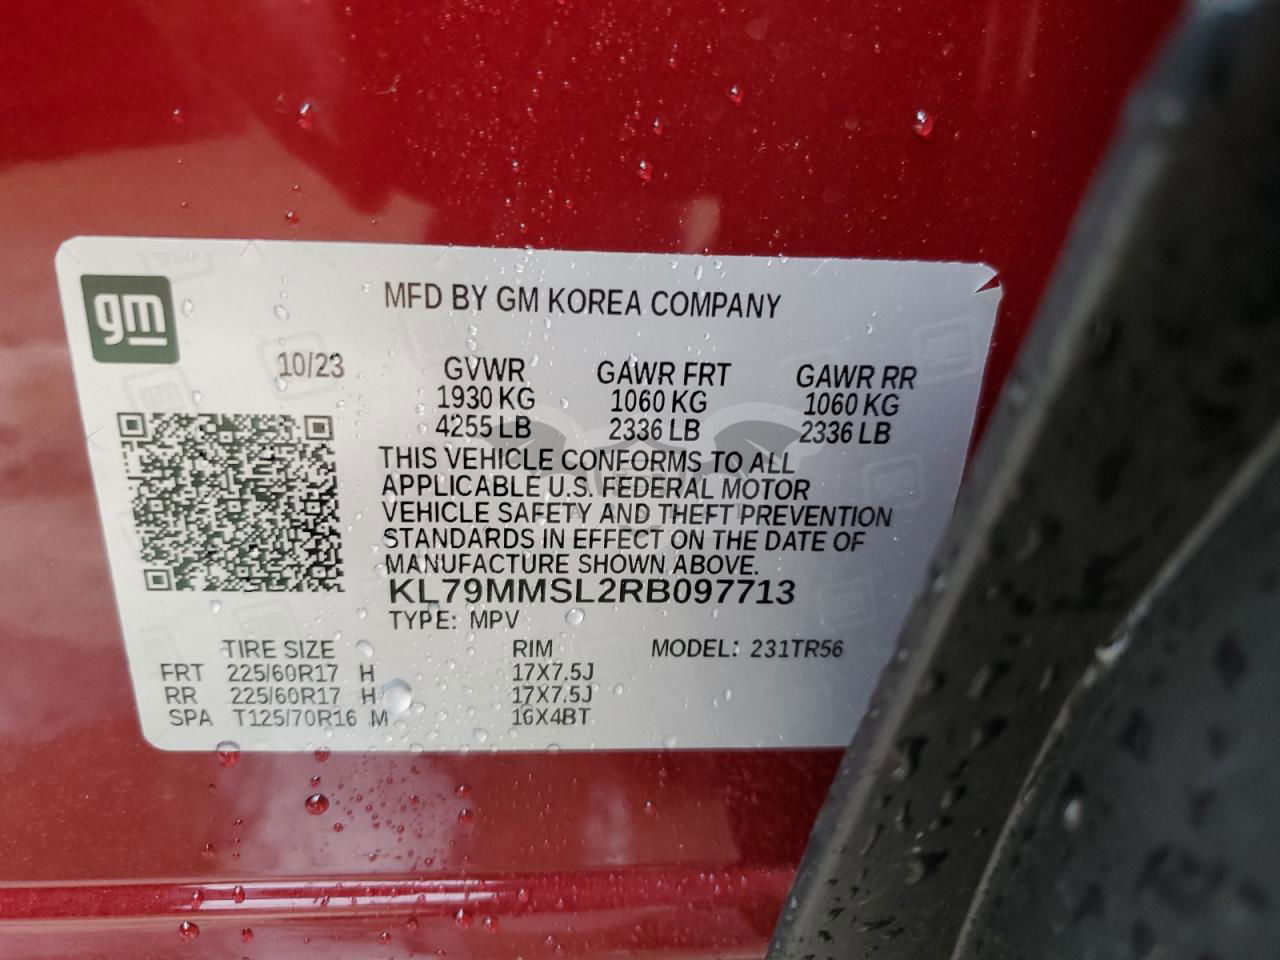 gm
MFD BY GM KOREA COMPANY
10/23 GVWR GAWR FRT GAWR RR
1930 KG 1060 KG 1060 KG
4255 LB 2336 LB 2336 LB
THIS VEHICLE CONFORMS TO ALL
APPLICABLE U.S. FEDERAL MOTOR
VEHICLE SAFETY AND THEFT PREVENTION
STANDARDS IN EFFECT ON THE DATE OF
MANUFACTURE SHOWN ABOVE.
KL79MMSL2RB097713
TYPE: MPV
TIRE SIZE RIM MODEL: 231TR56
FRT 225/60R17 H 17X7.5J
RR 225/60R17 H 17X7.5J
SPA T125/70R16 M 16X4BT